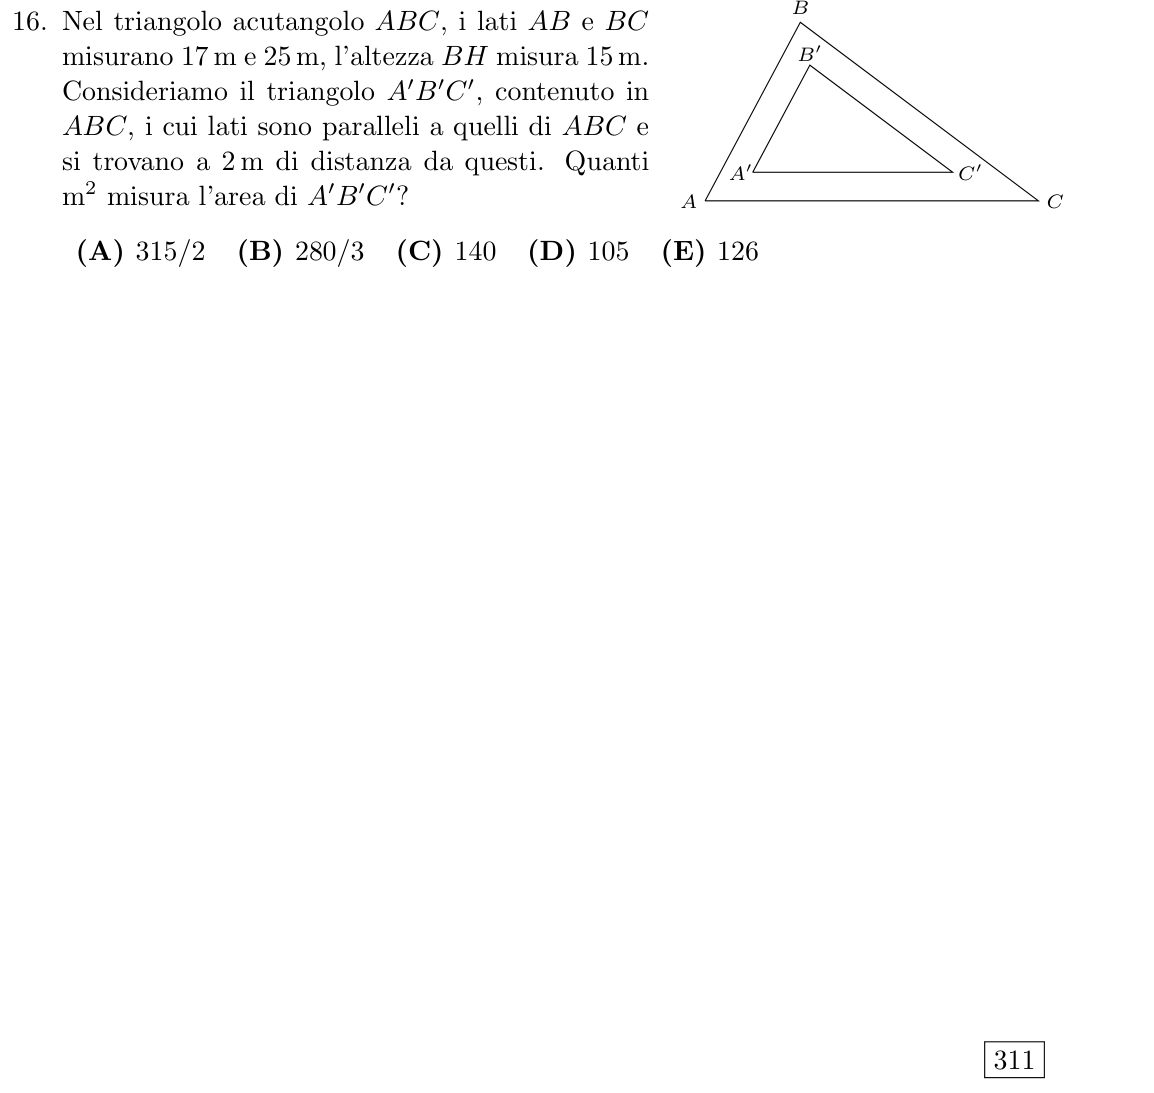 16. Nel triangolo acutangolo ABC, i lati AB e BC
misurano 17 m e 25 m, l'altezza BH misura 15 m.
Consideriamo il triangolo A′B′C′, contenuto in
ABC, i cui lati sono paralleli a quelli di ABC e
si trovano a 2 m di distanza da questi. Quanti
m² misura l'area di A′B′C′?
B
B′
A′
C′
A
C
(A) 315/2 (B) 280/3 (C) 140 (D) 105 (E) 126
311